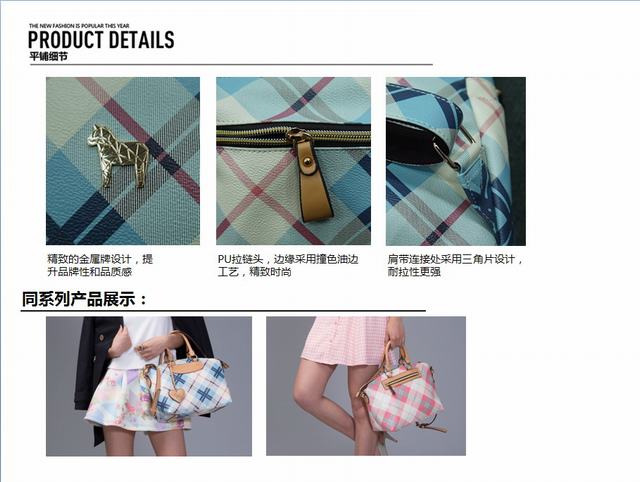 THE NEW FASHION IS POPULAR THIS YEAR
PRODUCT DETAILS
平铺细节
精致的金属牌设计，提
升品牌性和品质感
PU拉链头，边缘采用撞色油边
工艺，精致时尚
肩带连接处采用三角片设计，
耐拉性更强
同系列产品展示：